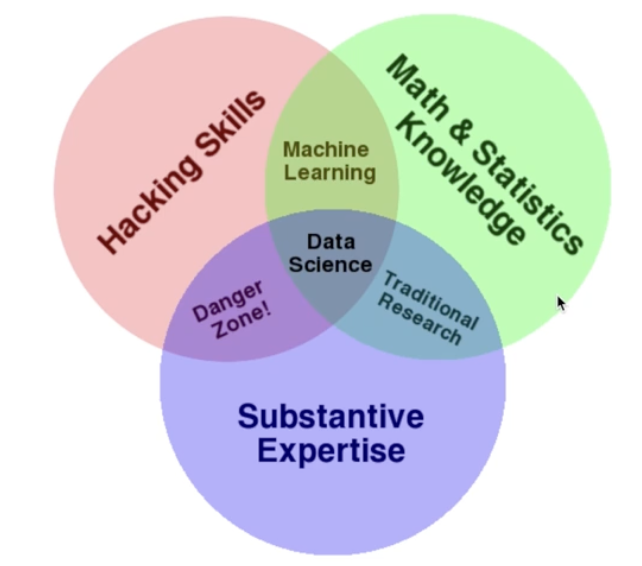 Hacking Skills
Math & Statistics
Knowledge
Machine
Learning
Data
Science
Danger
Zone!
Traditional
Research
Substantive
Expertise